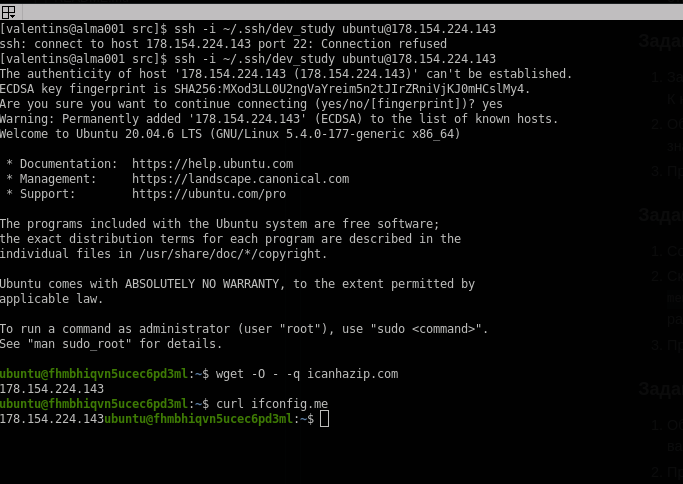 [valentins@alma001 src]$ ssh -i ~/.ssh/dev_study ubuntu@178.154.224.143
ssh: connect to host 178.154.224.143 port 22: Connection refused
[valentins@alma001 src]$ ssh -i ~/.ssh/dev_study ubuntu@178.154.224.143
The authenticity of host '178.154.224.143 (178.154.224.143)' can't be established.
ECDSA key fingerprint is SHA256:MXod3LL0U2ngVaYreim5n2tJIrZRniVjKJ0mHCslMy4.
Are you sure you want to continue connecting (yes/no/[fingerprint])? yes
Warning: Permanently added '178.154.224.143' (ECDSA) to the list of known hosts.
Welcome to Ubuntu 20.04.6 LTS (GNU/Linux 5.4.0-177-generic x86_64)
* Documentation:  https://help.ubuntu.com
* Management:     https://landscape.canonical.com
* Support:        https://ubuntu.com/pro
The programs included with the Ubuntu system are free software;
the exact distribution terms for each program are described in the
individual files in /usr/share/doc/*/copyright.
Ubuntu comes with ABSOLUTELY NO WARRANTY, to the extent permitted by
applicable law.
To run a command as administrator (user "root"), use "sudo <command>".
See "man sudo_root" for details.
ubuntu@fhmbhiqvn5ucec6pd3ml:~$ wget -O - -q icanhazip.com
178.154.224.143
ubuntu@fhmbhiqvn5ucec6pd3ml:~$ curl ifconfig.me
178.154.224.143ubuntu@fhmbhiqvn5ucec6pd3ml:~$